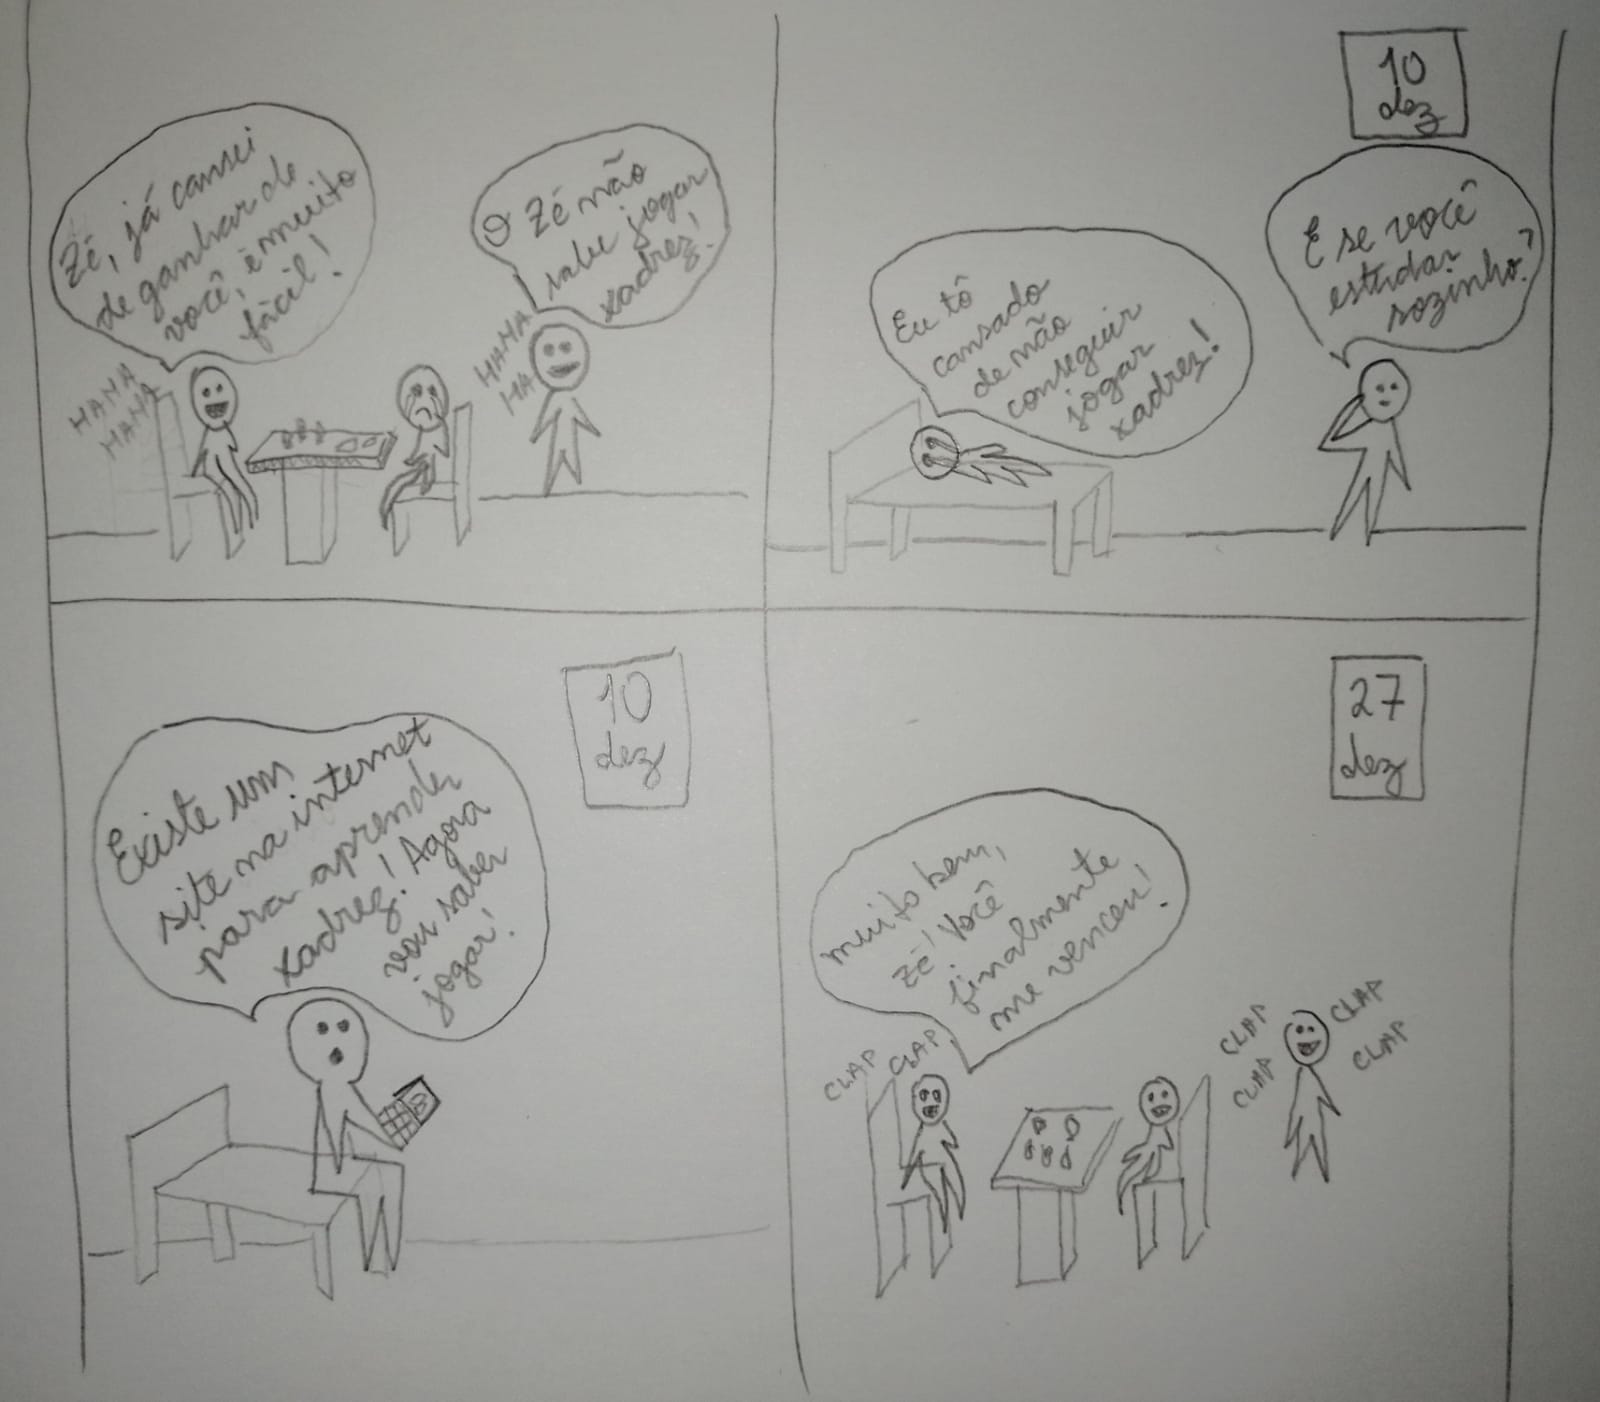 Zé, já cansei
de ganhar de
você, é muito
fácil!
HAHA
HAHA
O Zé não
sabe jogar
xadrez!
HAHA
HA
10
dez
Eu tô
cansado
de não
conseguir
jogar
xadrez!
E se você
estudar
sozinho?
10
dez
Existe um
site na internet
para aprender
xadrez! Agora
vou saber
jogar!
27
dez
muito bem,
Zé! Você
finalmente
me venceu!
CLAP
CLAP
CLAP
CLAP
CLAP
CLAP